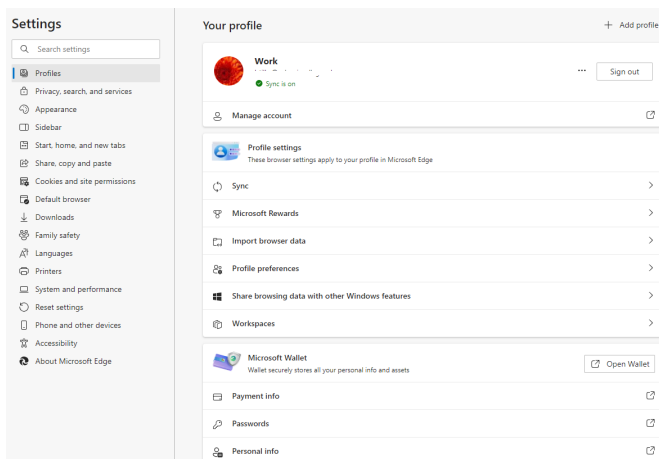 Settings
Search settings
Profiles
Privacy, search, and services
Appearance
Sidebar
Start, home, and new tabs
Share, copy and paste
Cookies and site permissions
Default browser
Downloads
Family safety
Languages
Printers
System and performance
Reset settings
Phone and other devices
Accessibility
About Microsoft Edge
Your profile
Add profile
Work
Sync is on
Sign out
Manage account
Profile settings
These browser settings apply to your profile in Microsoft Edge
Sync
Microsoft Rewards
Import browser data
Profile preferences
Share browsing data with other Windows features
Workspaces
Microsoft Wallet
Wallet securely stores all your personal info and assets
Open Wallet
Payment info
Passwords
Personal info